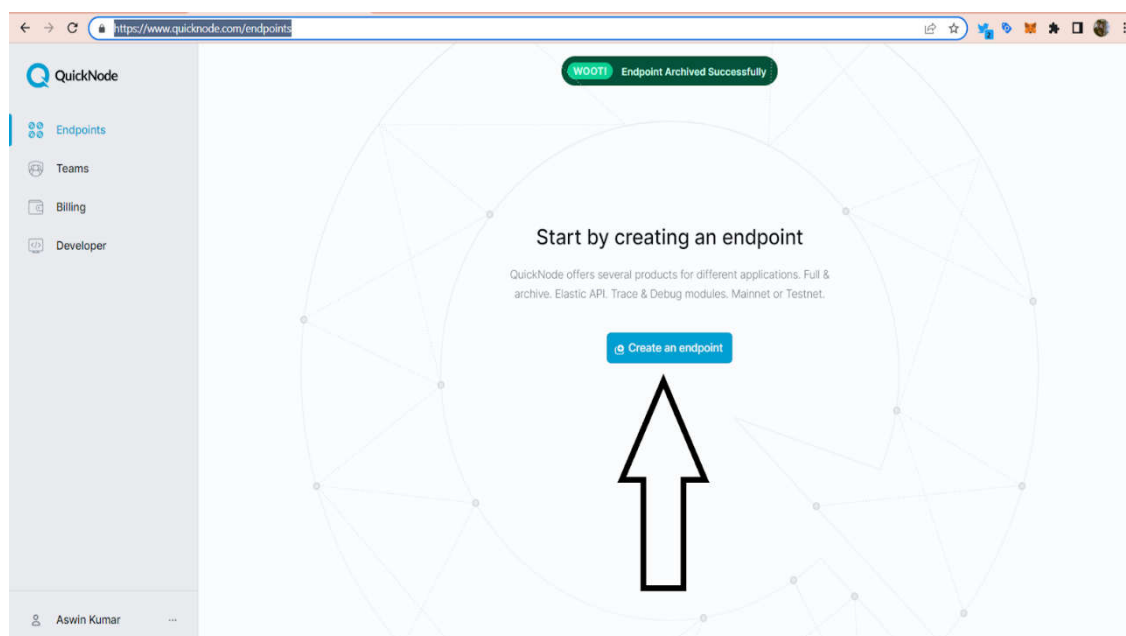 https://www.quicknode.com/endpoints
2
QuickNode
WOOT! Endpoint Archived Successfully
Endpoints
Teams
Billing
Developer
Start by creating an endpoint
QuickNode offers several products for different applications. Full &
archive. Elastic API. Trace & Debug modules. Mainnet or Testnet.
Create an endpoint
Aswin Kumar